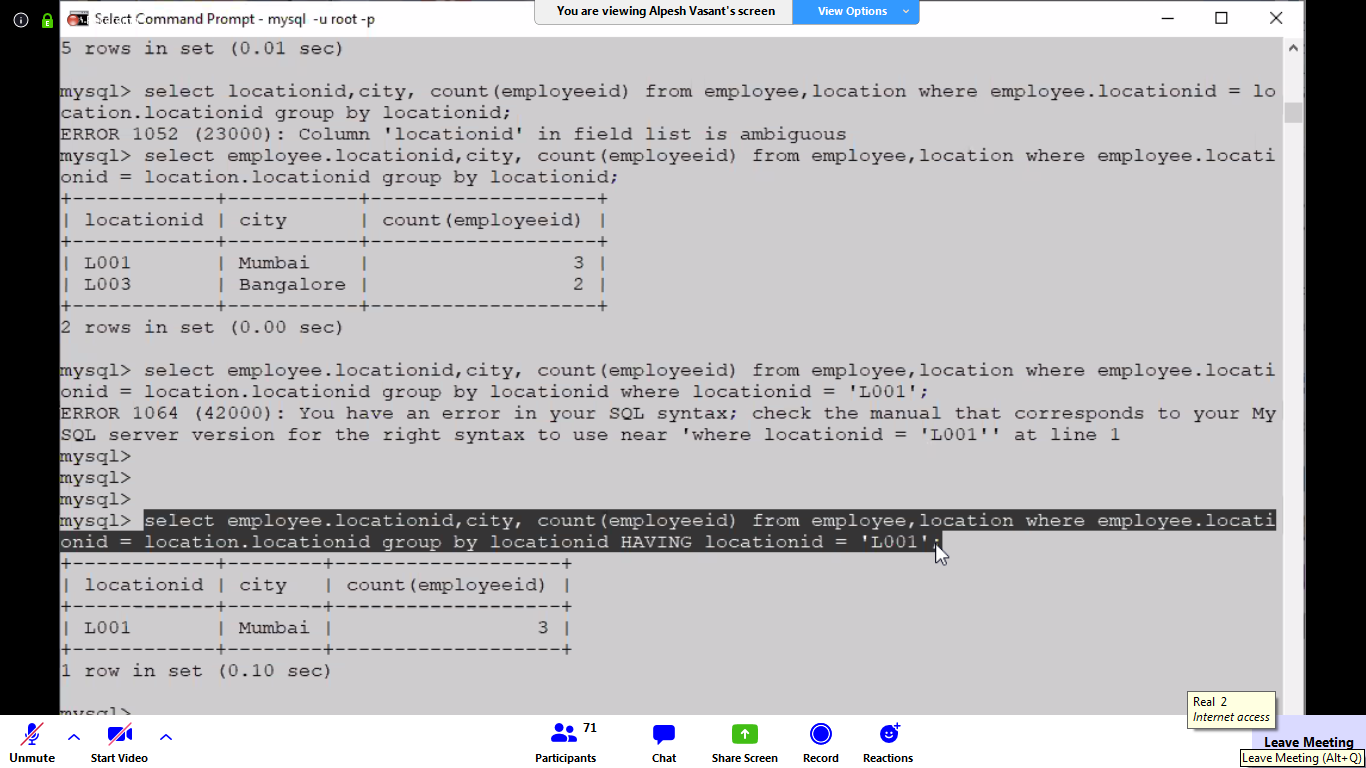 Select Command Prompt - mysql -u root -p
You are viewing Alpesh Vasant's screen
View Options
5 rows in set (0.01 sec)
mysql> select locationid,city, count(employeeid) from employee,location where employee.locationid = lo
cation.locationid group by locationid;
ERROR 1052 (23000): Column 'locationid' in field list is ambiguous
mysql> select employee.locationid,city, count(employeeid) from employee,location where employee.locati
onid = location.locationid group by locationid;
+------------+-----------+-------------------+
| locationid | city      | count(employeeid) |
+------------+-----------+-------------------+
| L001       | Mumbai    |                 3 |
| L003       | Bangalore |                 2 |
+------------+-----------+-------------------+
2 rows in set (0.00 sec)
mysql> select employee.locationid,city, count(employeeid) from employee,location where employee.locati
onid = location.locationid group by locationid where locationid = 'L001';
ERROR 1064 (42000): You have an error in your SQL syntax; check the manual that corresponds to your My
SQL server version for the right syntax to use near 'where locationid = 'L001'' at line 1
mysql>
mysql>
mysql>
mysql> select employee.locationid,city, count(employeeid) from employee,location where employee.locati
onid = location.locationid group by locationid HAVING locationid = 'L001';
+------------+--------+-------------------+
| locationid | city   | count(employeeid) |
+------------+--------+-------------------+
| L001       | Mumbai |                 3 |
+------------+--------+-------------------+
1 row in set (0.10 sec)
mysql>
Real 2
Internet access
71
Unmute
Start Video
Participants
Chat
Share Screen
Record
Reactions
Leave Meeting
Leave Meeting (Alt+Q)